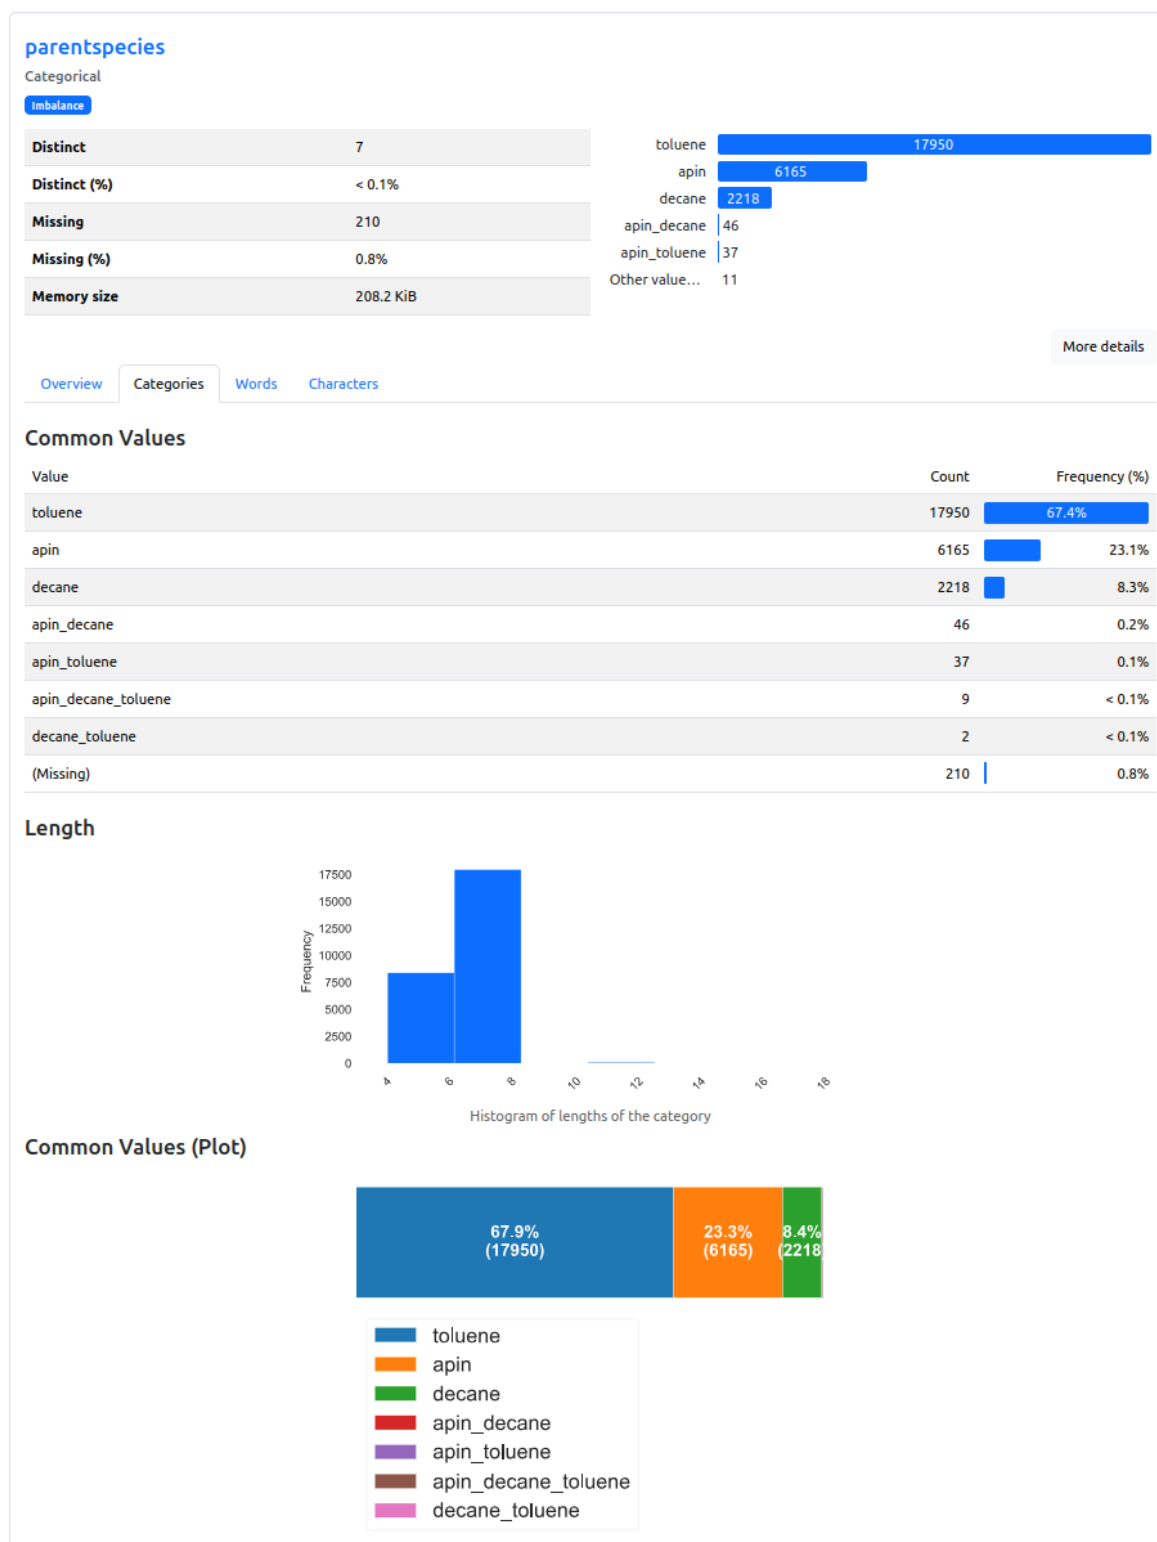 parentspecies
Categorical
Imbalance
Distinct 7
Distinct (%) < 0.1%
Missing 210
Missing (%) 0.8%
Memory size 208.2 KiB
toluene 17950
apin 6165
decane 2218
apin_decane 46
apin_toluene 37
Other value... 11
More details
Overview Categories Words Characters
Common Values
Value Count Frequency (%)
toluene 17950 67.4%
apin 6165 23.1%
decane 2218 8.3%
apin_decane 46 0.2%
apin_toluene 37 0.1%
apin_decane_toluene 9 < 0.1%
decane_toluene 2 < 0.1%
(Missing) 210 0.8%
Length
17500
15000
12500
10000
7500
5000
2500
0
Frequency
4 6 8 10 12 14 16 18
Histogram of lengths of the category
Common Values (Plot)
67.9% 23.3% 8.4%
(17950) (6165) (2218
toluene
apin
decane
apin_decane
apin_toluene
apin_decane_toluene
decane_toluene